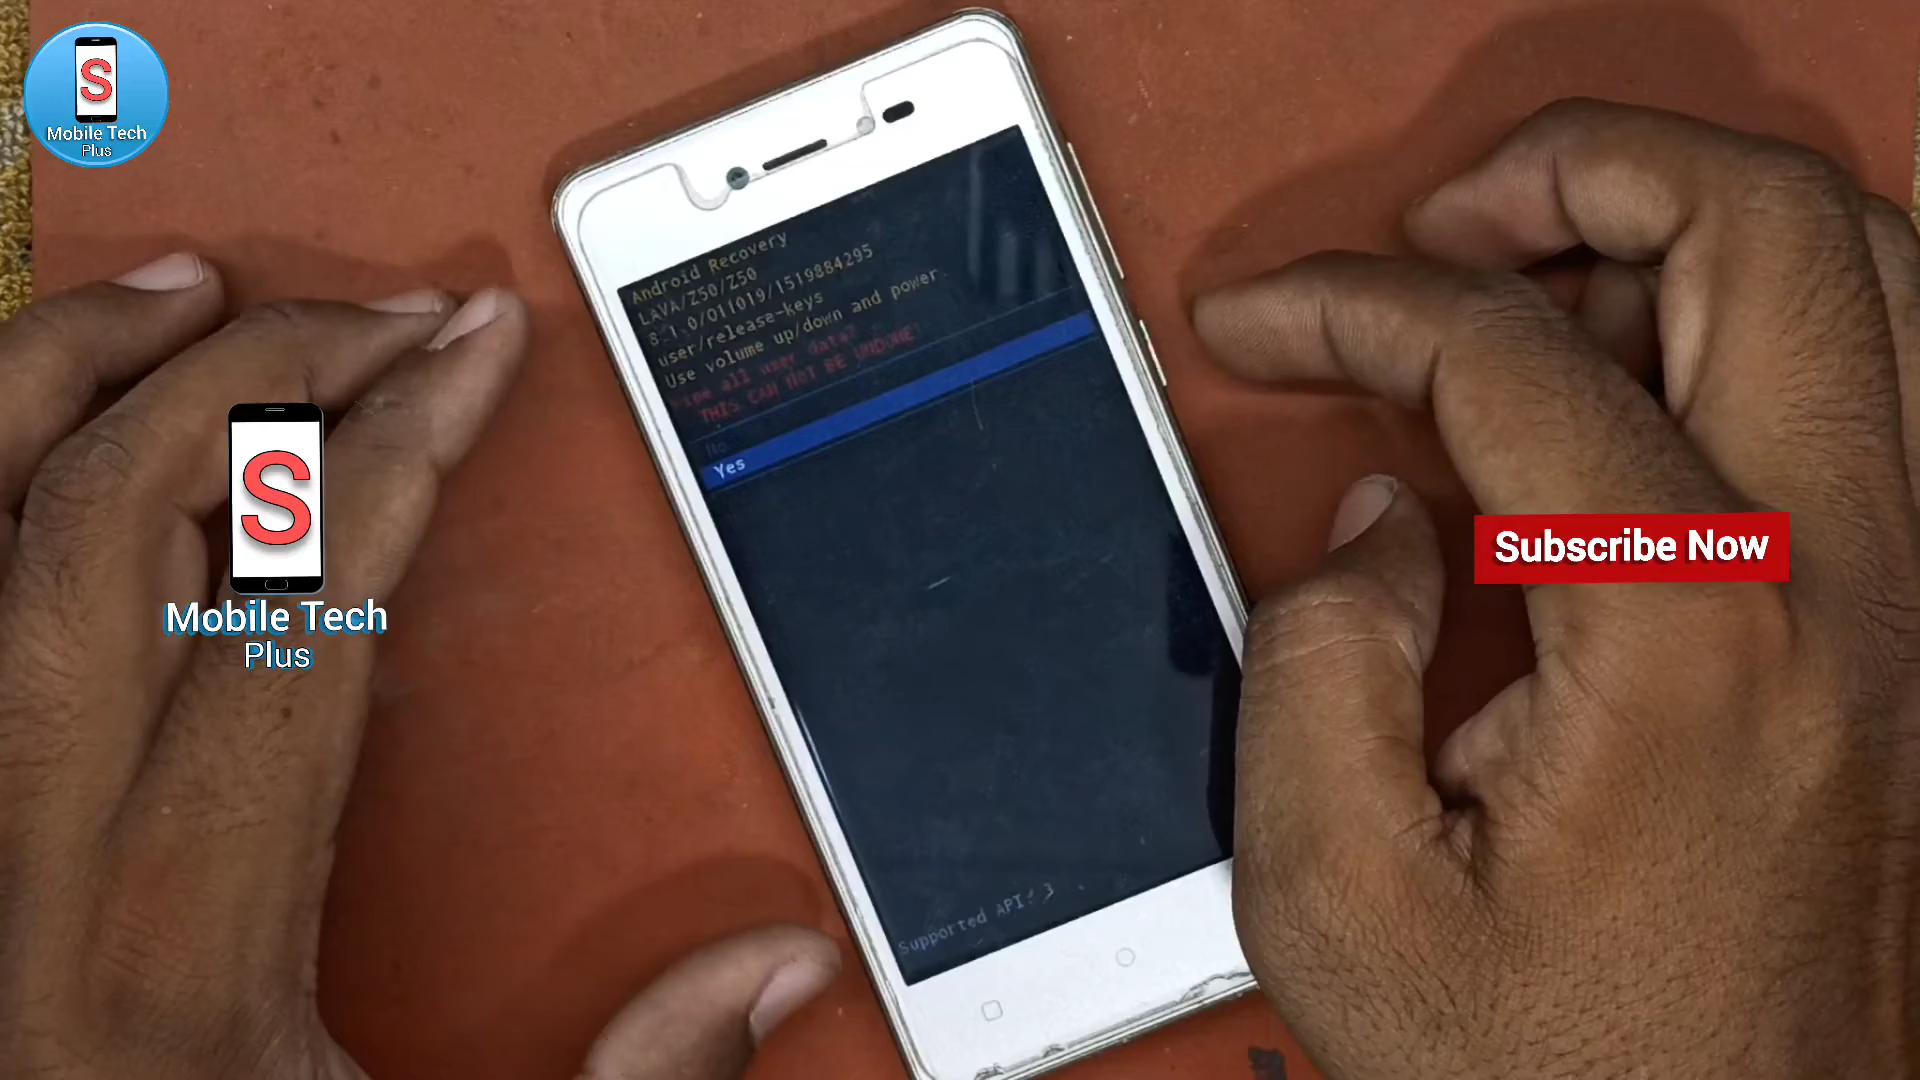 S
Mobile Tech
Plus
Android Recovery
LAVA/Z50/Z50
8.1.0/O11019/1519884295
user/release-keys
Use volume up/down and power.
Wipe all user data?
THIS CAN NOT BE UNDONE!
No
Yes
S
Mobile Tech
Plus
Subscribe Now
Supported API: 3